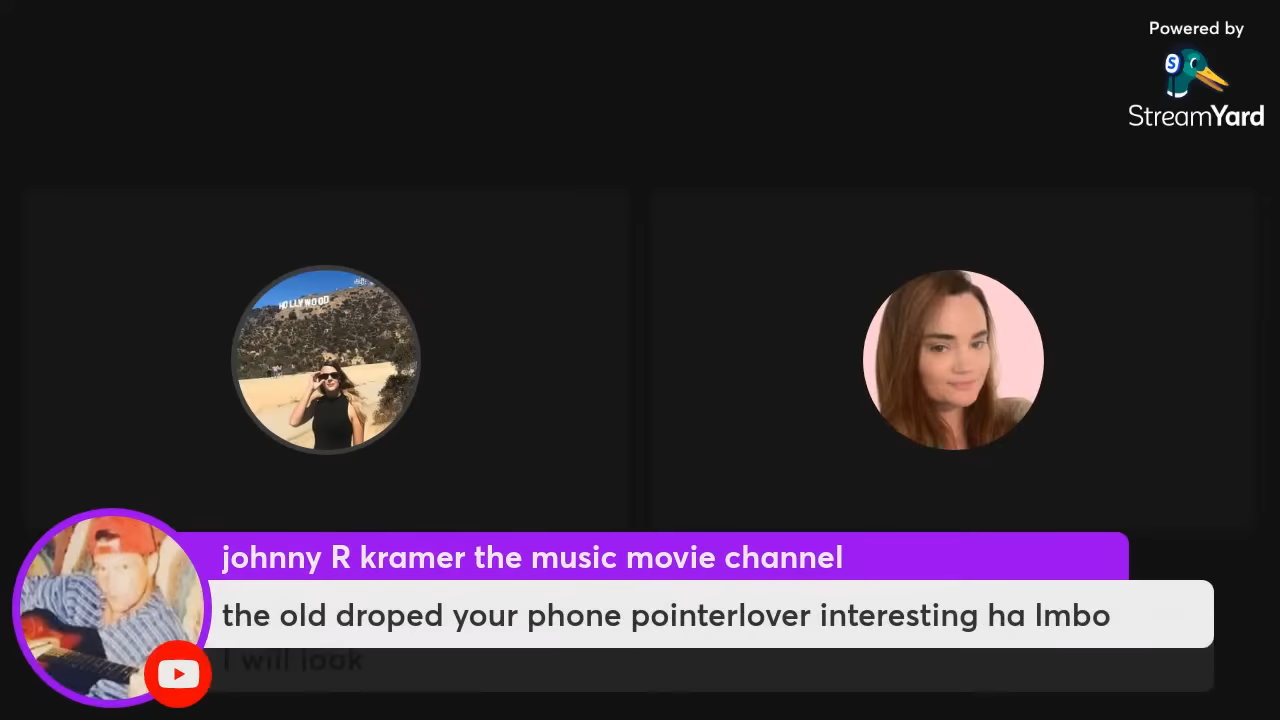 Powered by
S
StreamYard
HOLLYWOOD
johnny R kramer the music movie channel
the old droped your phone pointerlover interesting ha lmbo
I will look